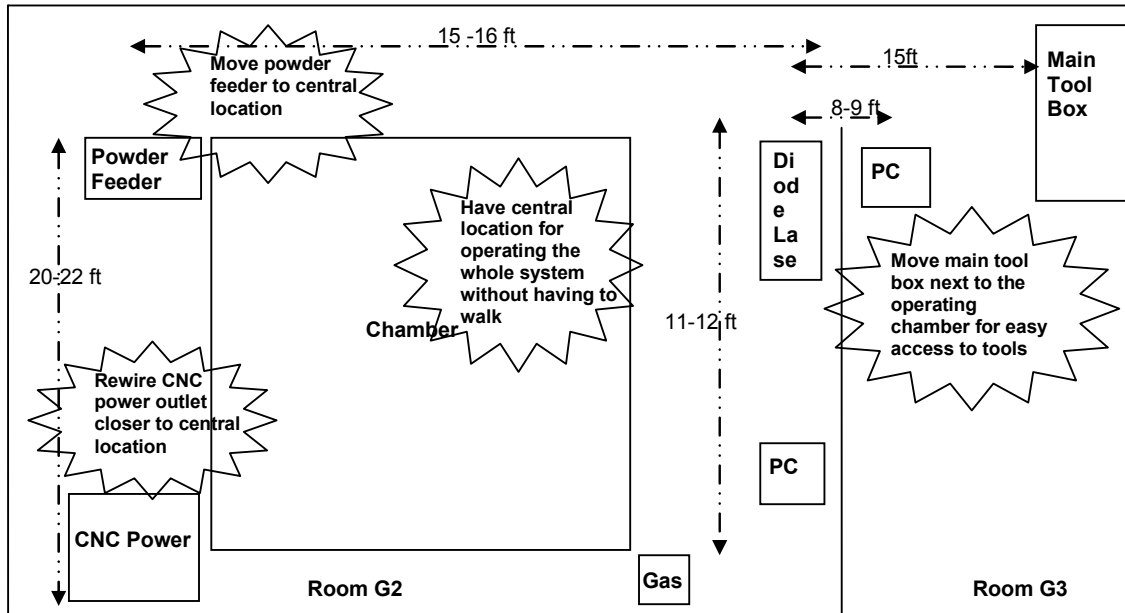 15 -16 ft
Move powder
feeder to central
location
15ft
Main
Tool
Box
8-9 ft
Powder
Feeder
Di
od
e
La
se
PC
Have central
location for
operating the
whole system
without having to
walk
Chamber
20-22 ft
11-12 ft
Move main tool
box next to the
operating
chamber for easy
access to tools
Rewire CNC
power outlet
closer to central
location
PC
CNC Power
Gas
Room G2
Room G3